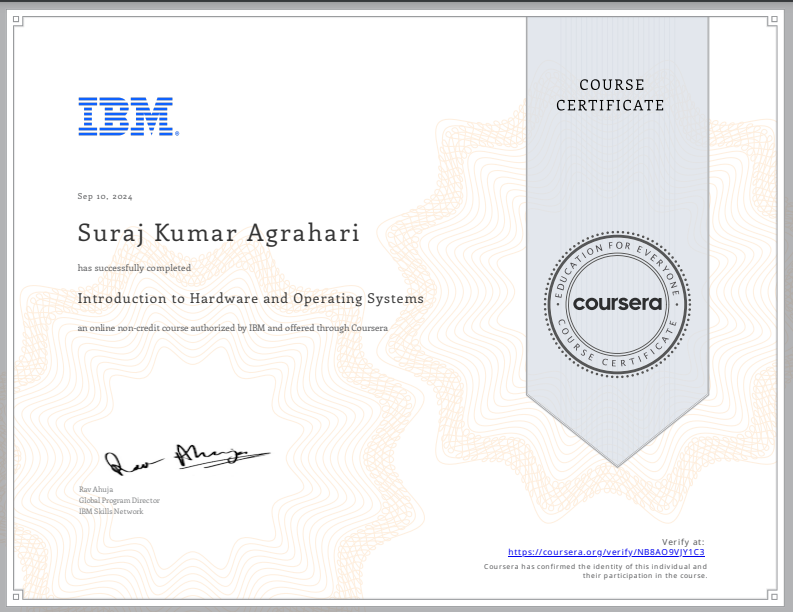 IBM®
COURSE
CERTIFICATE
Sep 10, 2024
Suraj Kumar Agrahari
has successfully completed
Introduction to Hardware and Operating Systems
an online non-credit course authorized by IBM and offered through Coursera
EDUCATION FOR EVERYONE
coursera
COURSE CERTIFICATE
Rav Ahuja
Rav Ahuja
Global Program Director
IBM Skills Network
Verify at:
https://coursera.org/verify/NB8AO9VJY1C3
Coursera has confirmed the identity of this individual and
their participation in the course.